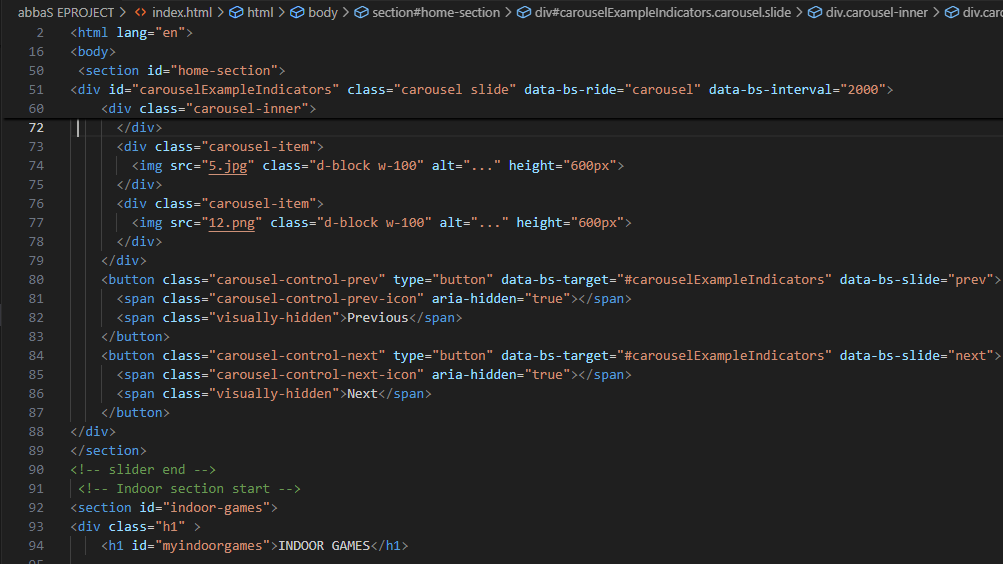 abbaS EPROJECT > <> index.html > html > body > section#home-section > div#carouselExampleIndicators.carousel.slide > div.carousel-inner > div.car
2 <html lang="en">
16 <body>
50 <section id="home-section">
51 <div id="carouselExampleIndicators" class="carousel slide" data-bs-ride="carousel" data-bs-interval="2000">
60 <div class="carousel-inner">
72 </div>
73 <div class="carousel-item">
74 <img src="5.jpg" class="d-block w-100" alt="..." height="600px">
75 </div>
76 <div class="carousel-item">
77 <img src="12.png" class="d-block w-100" alt="..." height="600px">
78 </div>
79 </div>
80 <button class="carousel-control-prev" type="button" data-bs-target="#carouselExampleIndicators" data-bs-slide="prev">
81 <span class="carousel-control-prev-icon" aria-hidden="true"></span>
82 <span class="visually-hidden">Previous</span>
83 </button>
84 <button class="carousel-control-next" type="button" data-bs-target="#carouselExampleIndicators" data-bs-slide="next">
85 <span class="carousel-control-next-icon" aria-hidden="true"></span>
86 <span class="visually-hidden">Next</span>
87 </button>
88 </div>
89 </section>
90 <!-- slider end -->
91 <!-- Indoor section start -->
92 <section id="indoor-games">
93 <div class="h1" >
94 <h1 id="myindoorgames">INDOOR GAMES</h1>